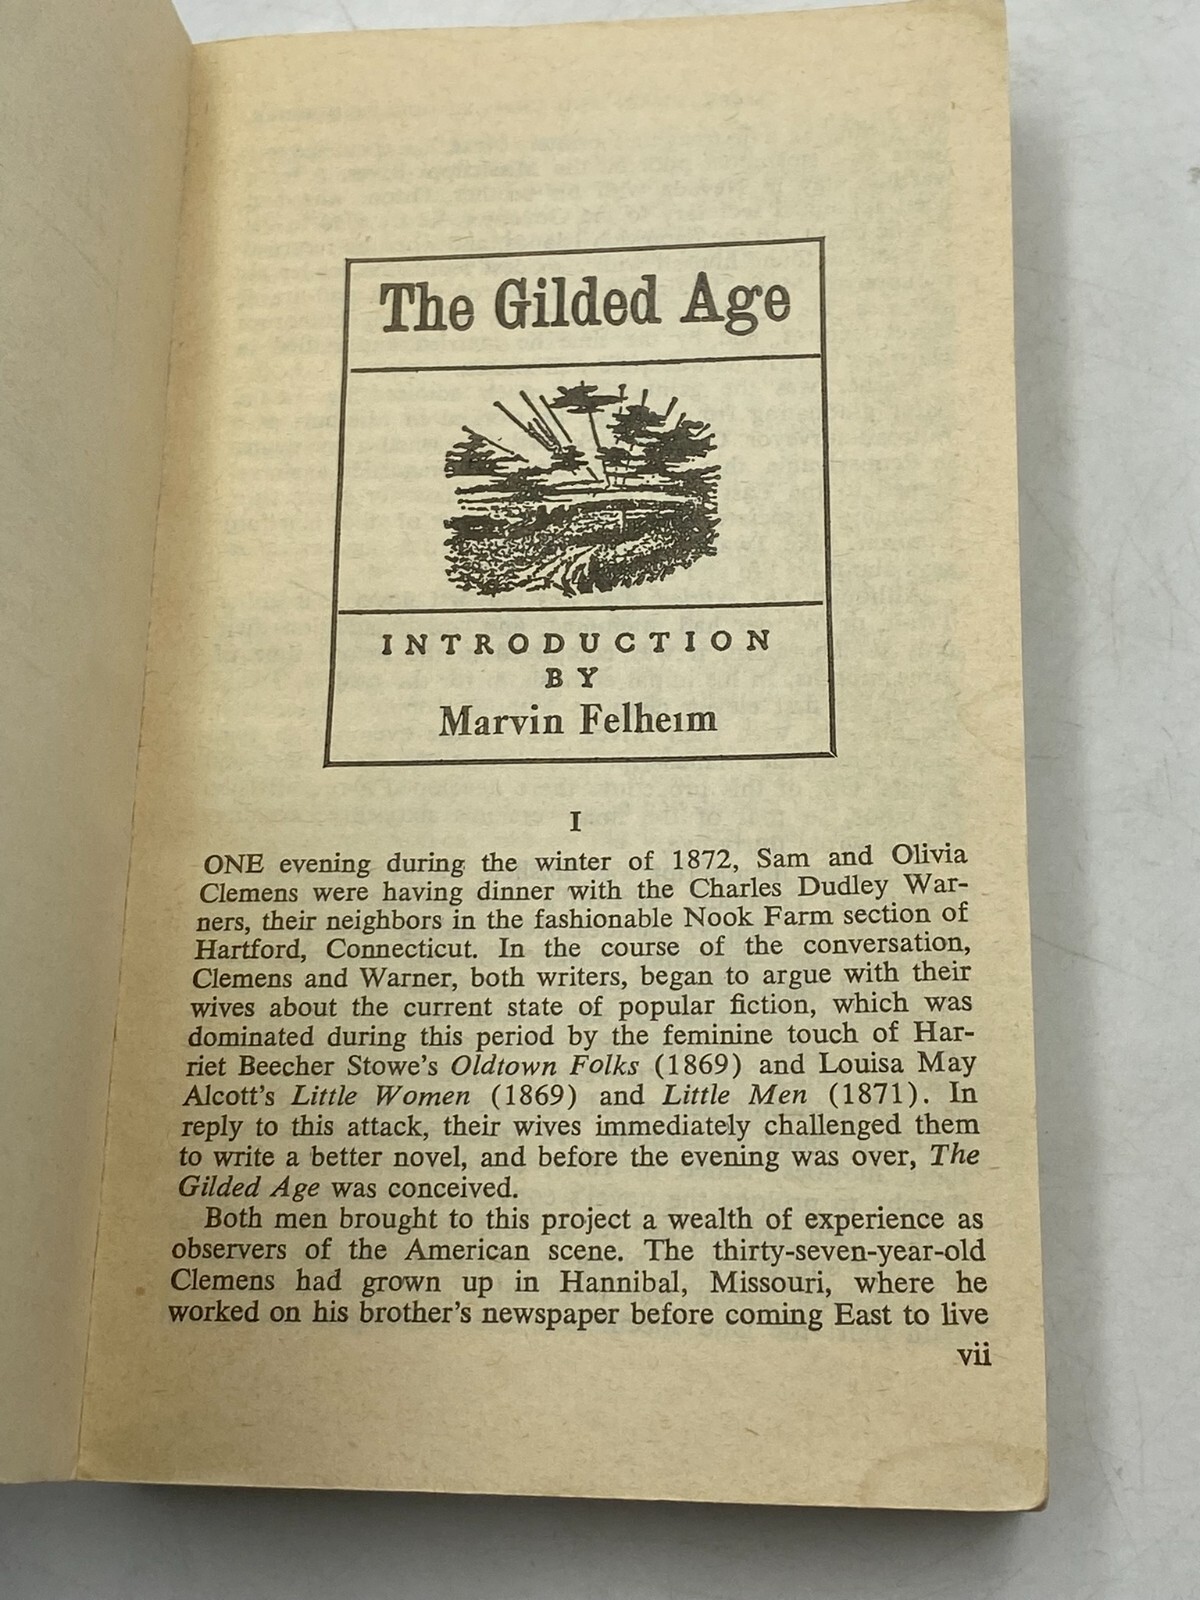 The Gilded Age
INTRODUCTION
BY
Marvin Felheim
I
ONE evening during the winter of 1872, Sam and Olivia
Clemens were having dinner with the Charles Dudley War-
ners, their neighbors in the fashionable Nook Farm section of
Hartford, Connecticut. In the course of the conversation,
Clemens and Warner, both writers, began to argue with their
wives about the current state of popular fiction, which was
dominated during this period by the feminine touch of Har-
riet Beecher Stowe's Oldtown Folks (1869) and Louisa May
Alcott's Little Women (1869) and Little Men (1871). In
reply to this attack, their wives immediately challenged them
to write a better novel, and before the evening was over, The
Gilded Age was conceived.
Both men brought to this project a wealth of experience as
observers of the American scene. The thirty-seven-year-old
Clemens had grown up in Hannibal, Missouri, where he
worked on his brother's newspaper before coming East to live
vii